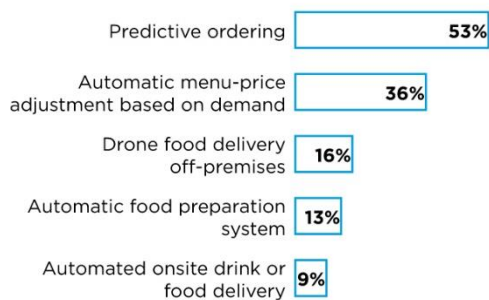 Predictive ordering 53%
Automatic menu-price
adjustment based on demand 36%
Drone food delivery
off-premises 16%
Automatic food preparation
system 13%
Automated onsite drink or
food delivery 9%